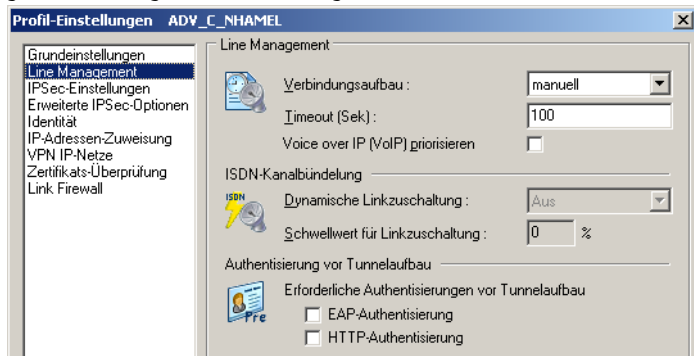 Profil-Einstellungen ADV_C_NHAMEL
Grundeinstellungen
Line Management
IPSec-Einstellungen
Erweiterte IPSec-Optionen
Identität
IP-Adressen-Zuweisung
VPN IP-Netze
Zertifikats-Überprüfung
Link Firewall
Line Management
Verbindungsaufbau :
manuell
Timeout (Sek) :
100
Voice over IP (VoIP) priorisieren
ISDN-Kanalbündelung
ISDN
Dynamische Linkzuschaltung :
Aus
Schwellwert für Linkzuschaltung :
0 %
Authentisierung vor Tunnelaufbau
Pre
Erforderliche Authentisierungen vor Tunnelaufbau
EAP-Authentisierung
HTTP-Authentisierung